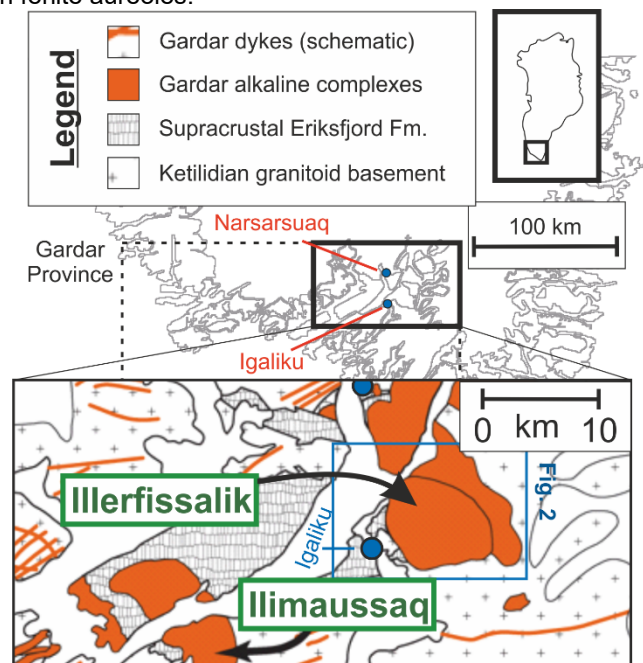 Legend
Gardar dykes (schematic)
Gardar alkaline complexes
Supracrustal Eriksfjord Fm.
Ketilidian granitoid basement
100 km
Narsarsuaq
Gardar
Province
Igaliku
0 km 10
Illerfissalik
Igaliku
Fig. 2
Ilimaussaq